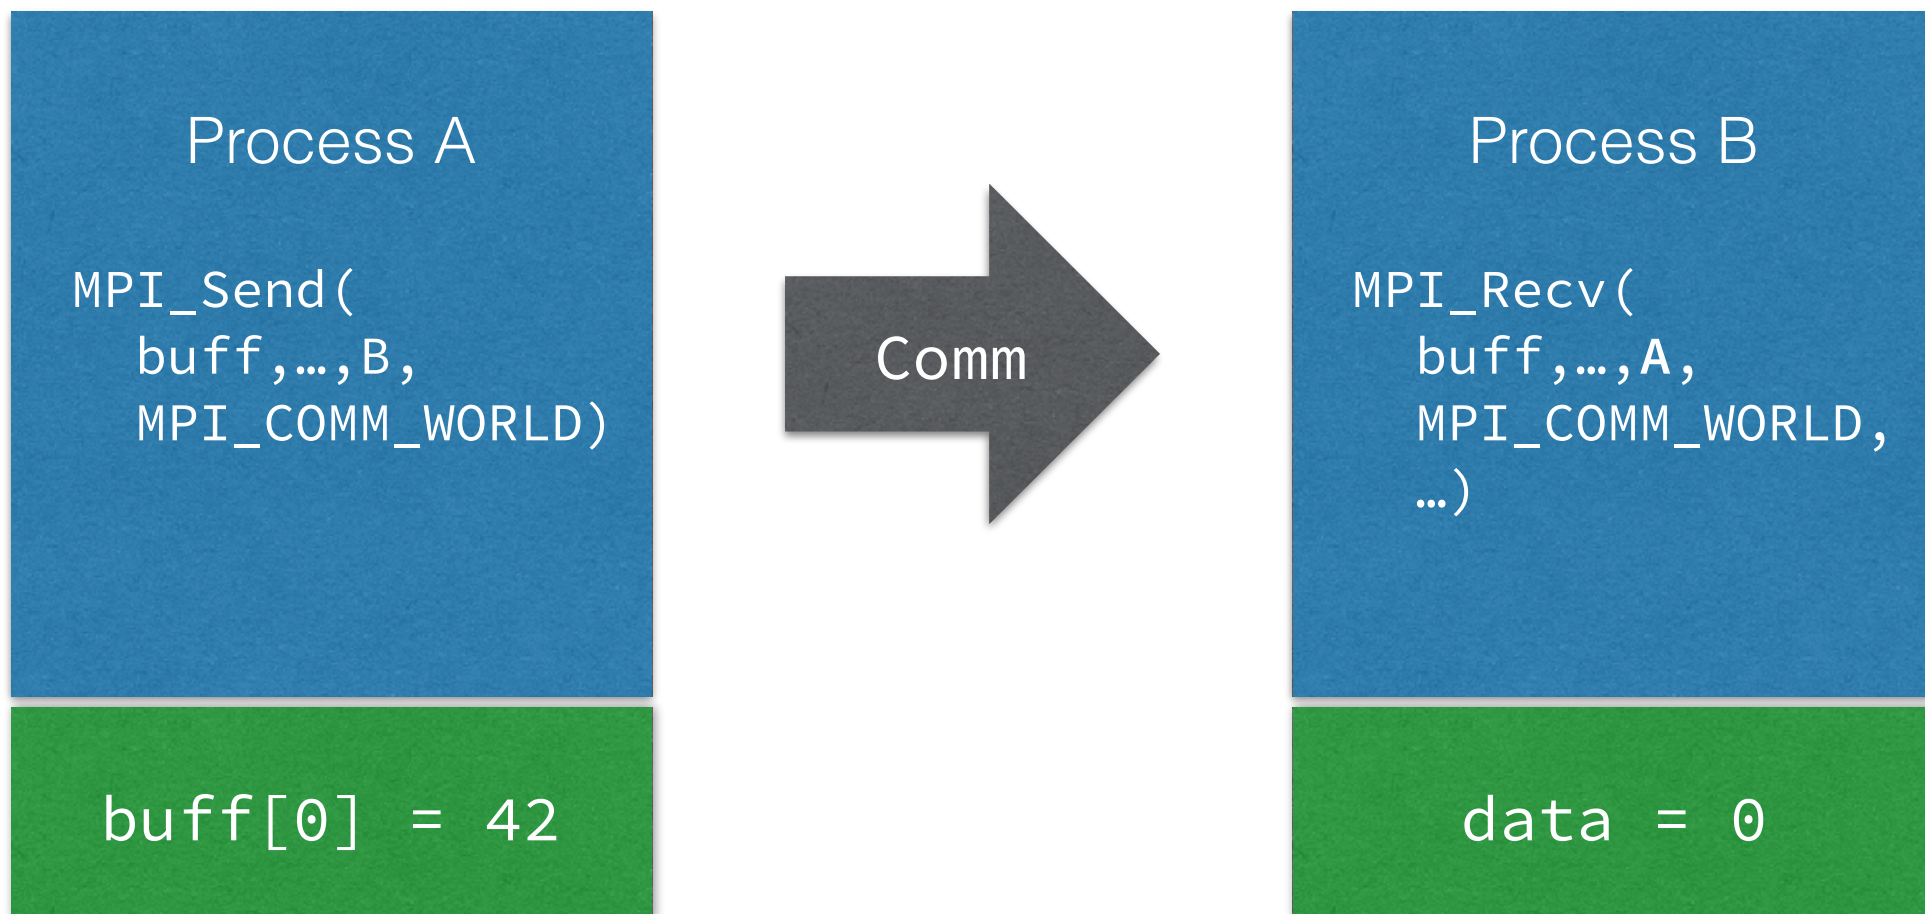 Process A
MPI_Send(
buff,…,B,
MPI_COMM_WORLD)
buff[0] = 42
Comm
Process B
MPI_Recv(
buff,…,A,
MPI_COMM_WORLD,
…)
data = 0